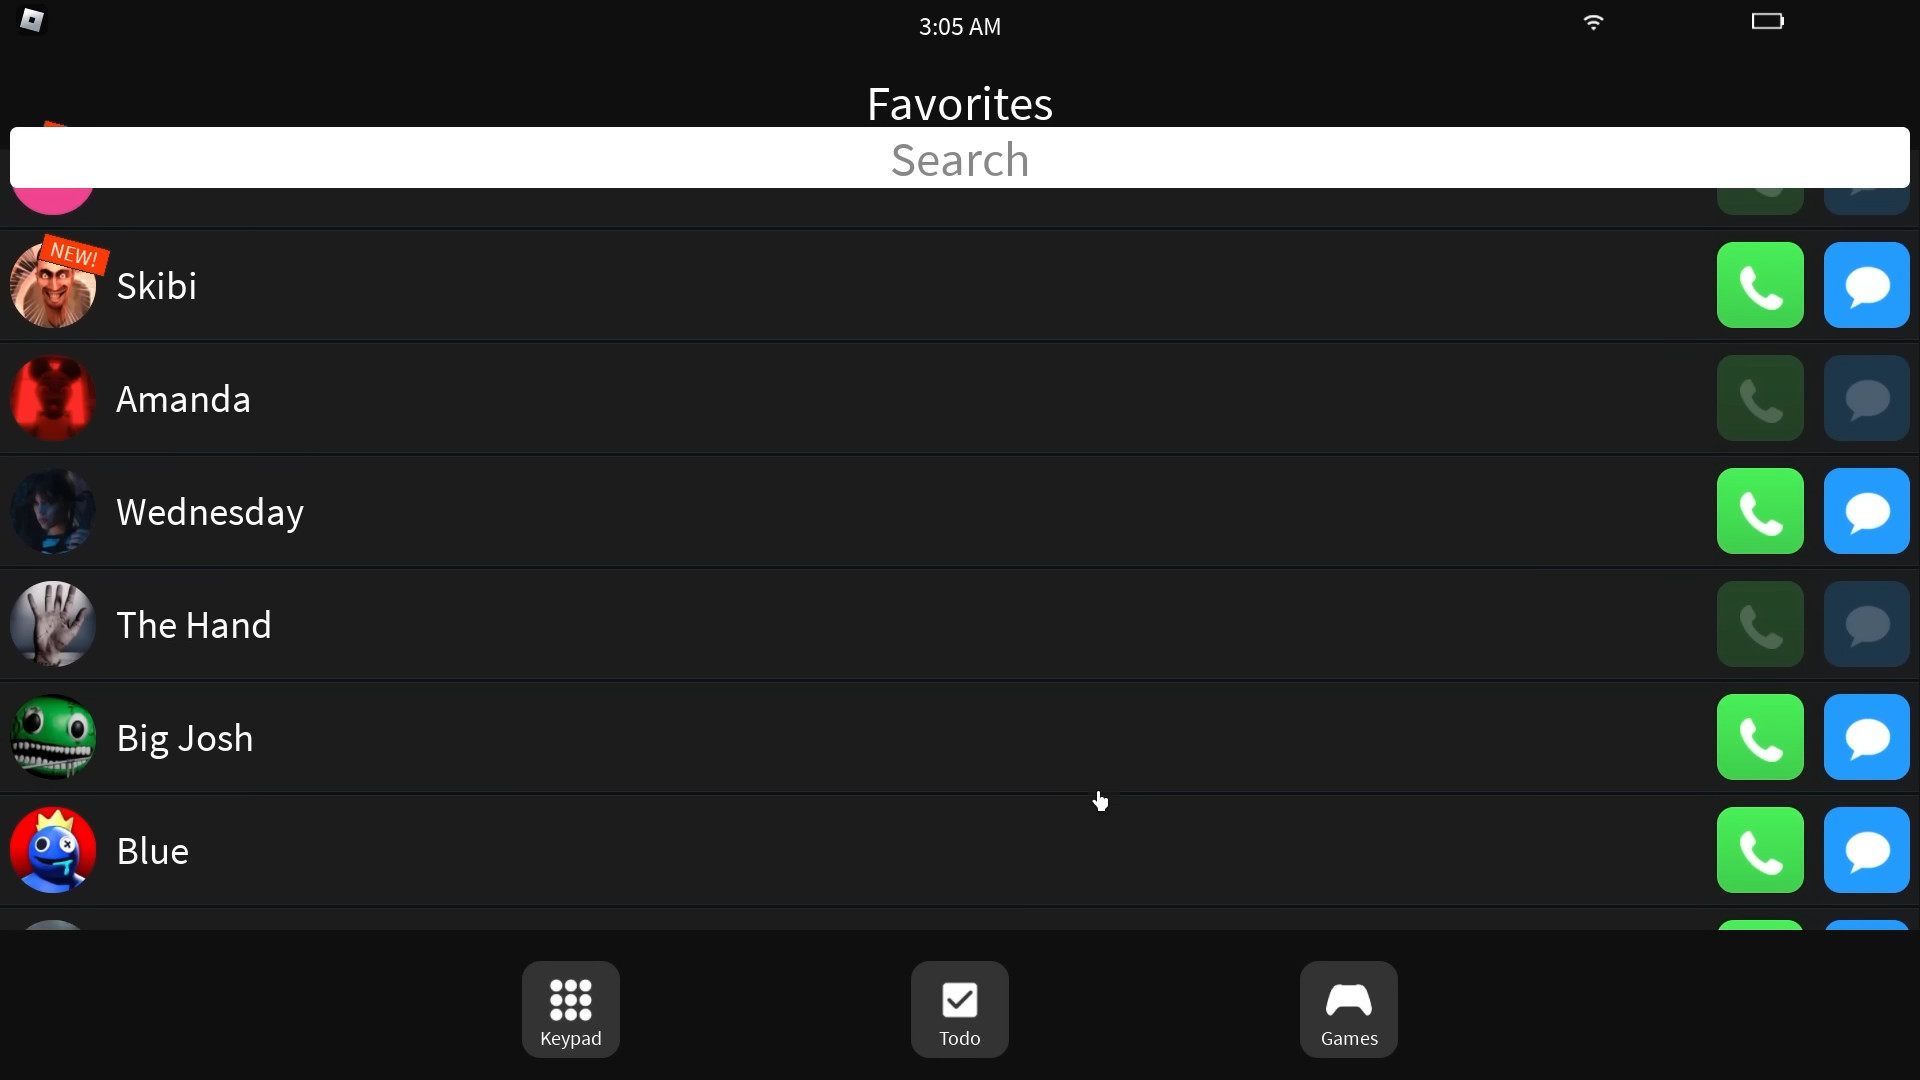 3:05 AM
Favorites
Search
NEW!
Skibi
Amanda
Wednesday
The Hand
Big Josh
Blue
Keypad
Todo
Games